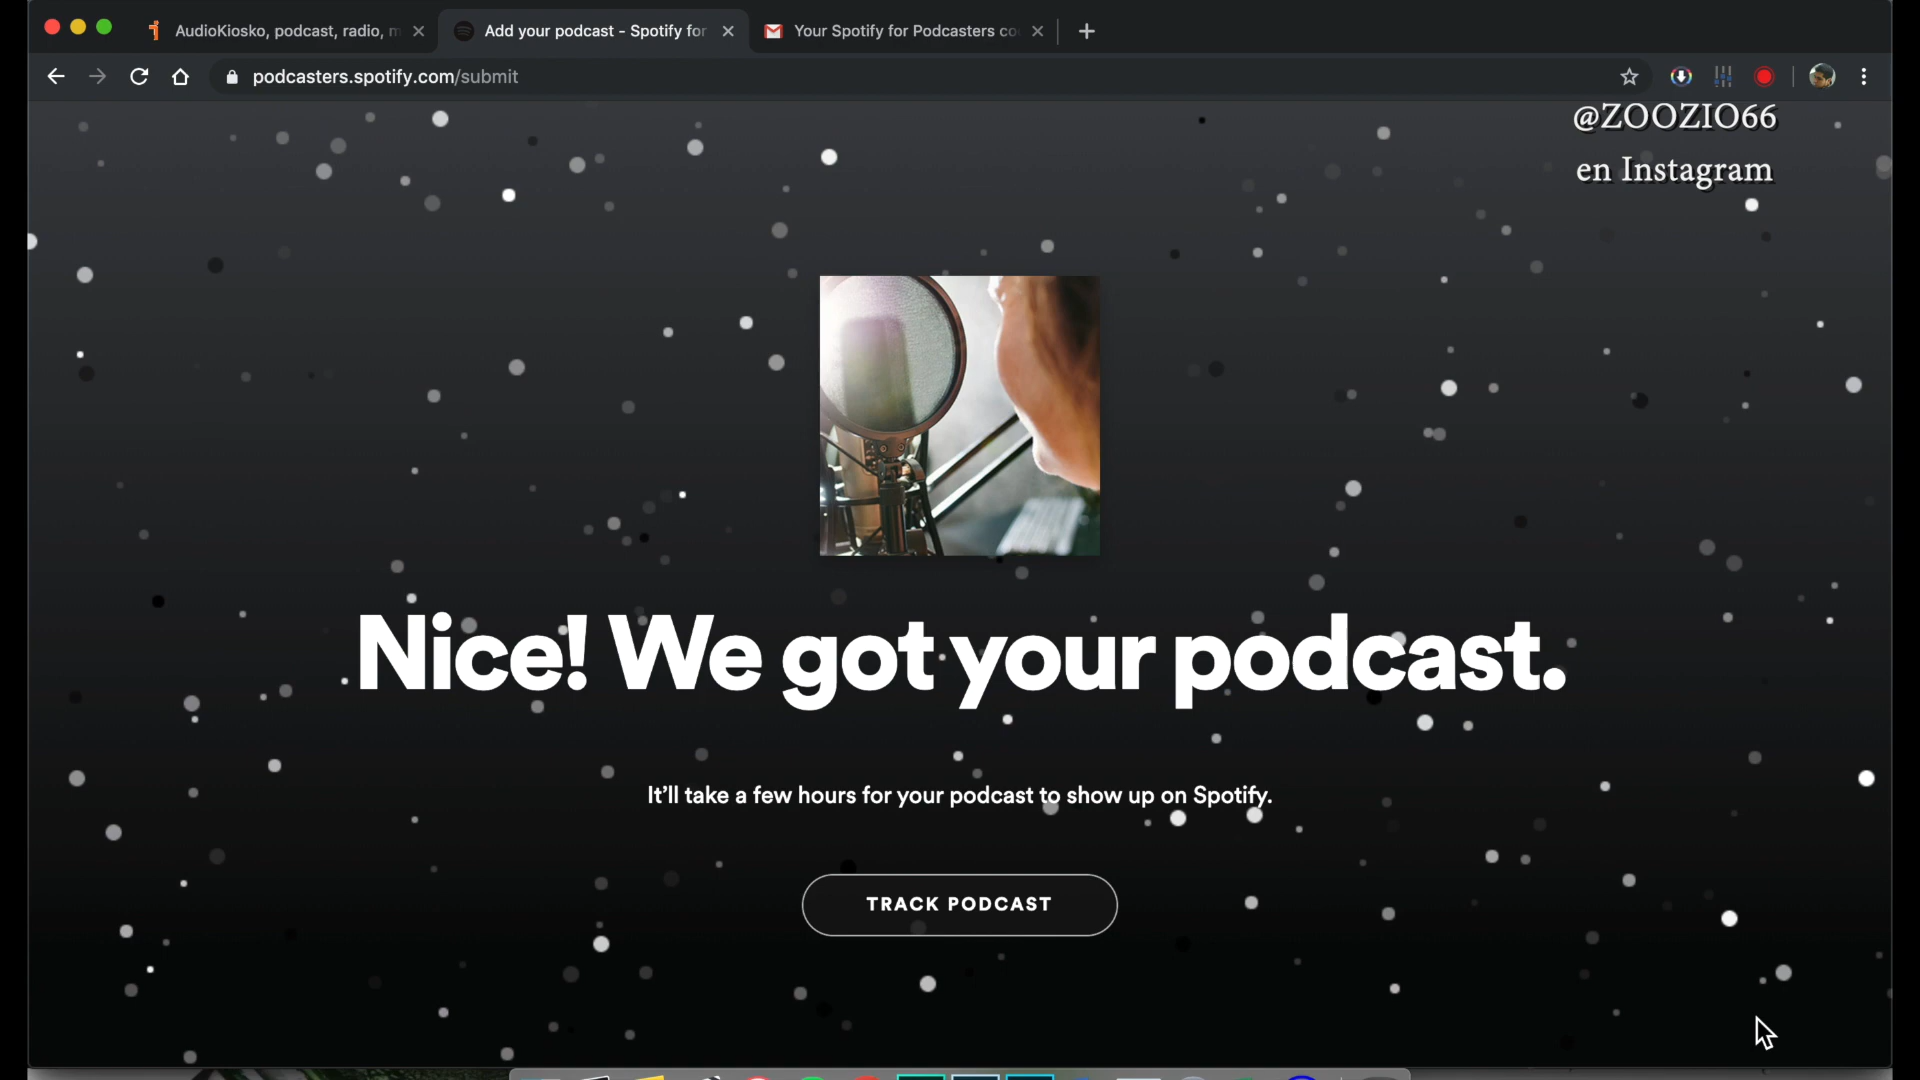 AudioKiosko, podcast, radio, m
Add your podcast - Spotify for
Your Spotify for Podcasters co
podcasters.spotify.com/submit
@ZOOZIO66
en Instagram
Nice! We got your podcast.
It’ll take a few hours for your podcast to show up on Spotify.
TRACK PODCAST